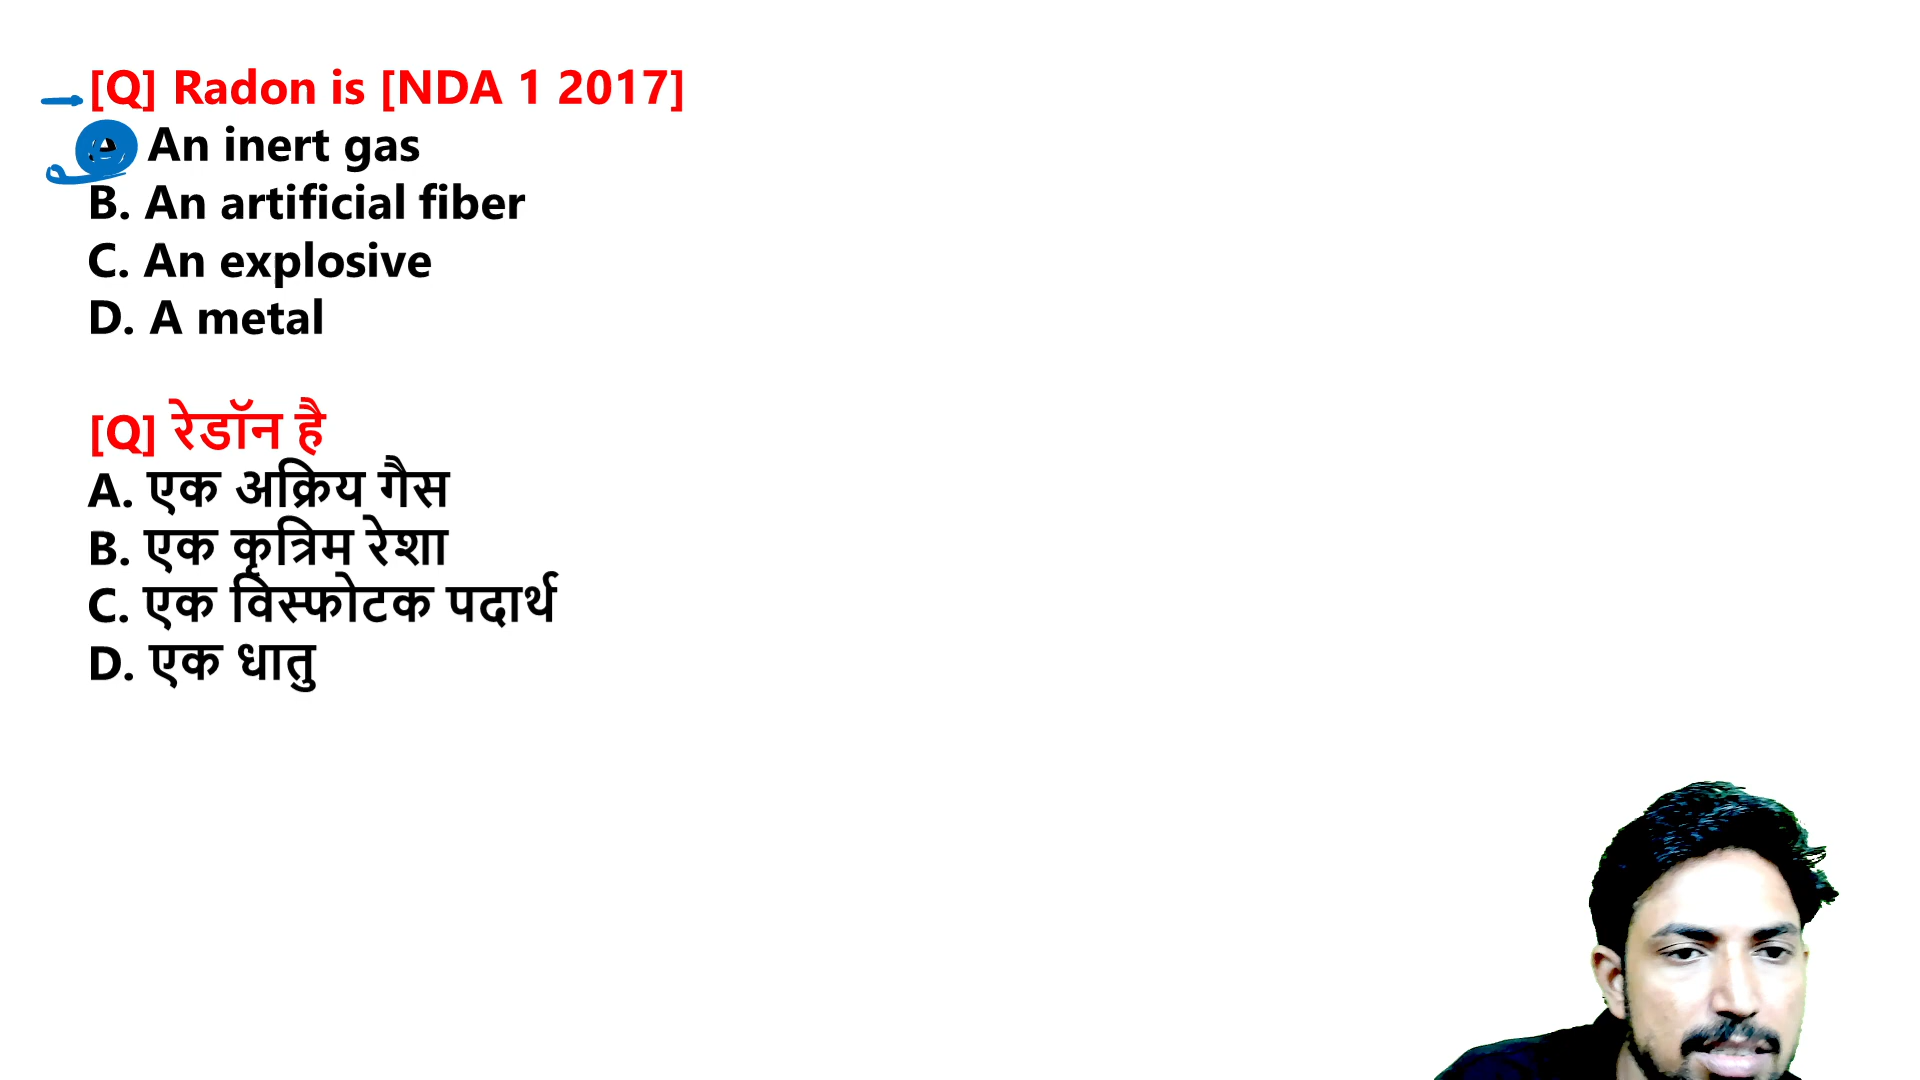 [Q] Radon is [NDA 1 2017]
An inert gas
B. An artificial fiber
C. An explosive
D. A metal
[Q] रेडॉन है
A. एक अक्रिय गैस
B. एक कृत्रिम रेशा
C. एक विस्फोटक पदार्थ
D. एक धातु